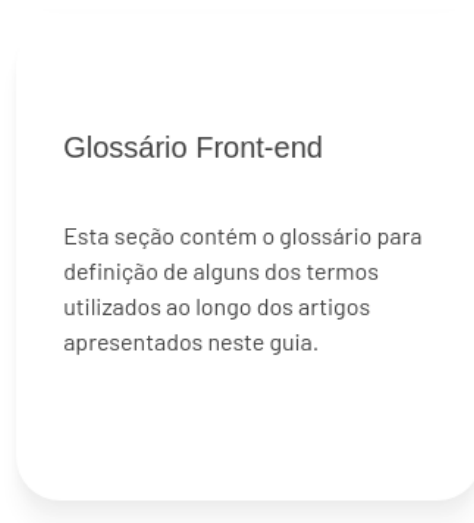 Glossário Front-end
Esta seção contém o glossário para
definição de alguns dos termos
utilizados ao longo dos artigos
apresentados neste guia.